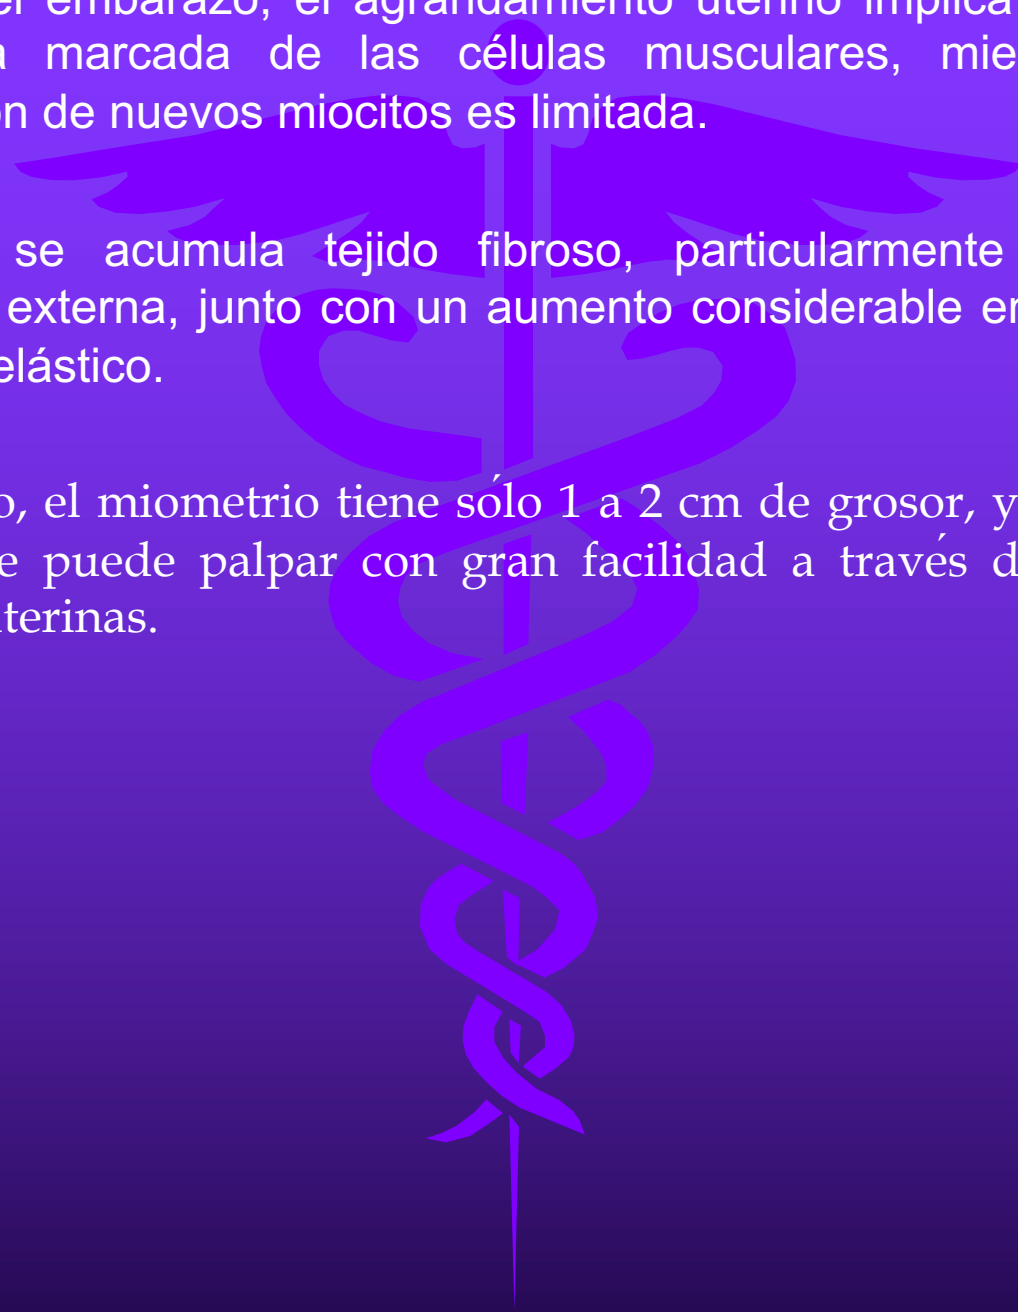 el embarazo, el agrandamiento uterino implica
marcada de las células musculares, mie
ón de nuevos miocitos es limitada.
se acumula tejido fibroso, particularmente
externa, junto con un aumento considerable en
elástico.
o, el miometrio tiene sólo 1 a 2 cm de grosor, y
e puede palpar con gran facilidad a través d
uterinas.